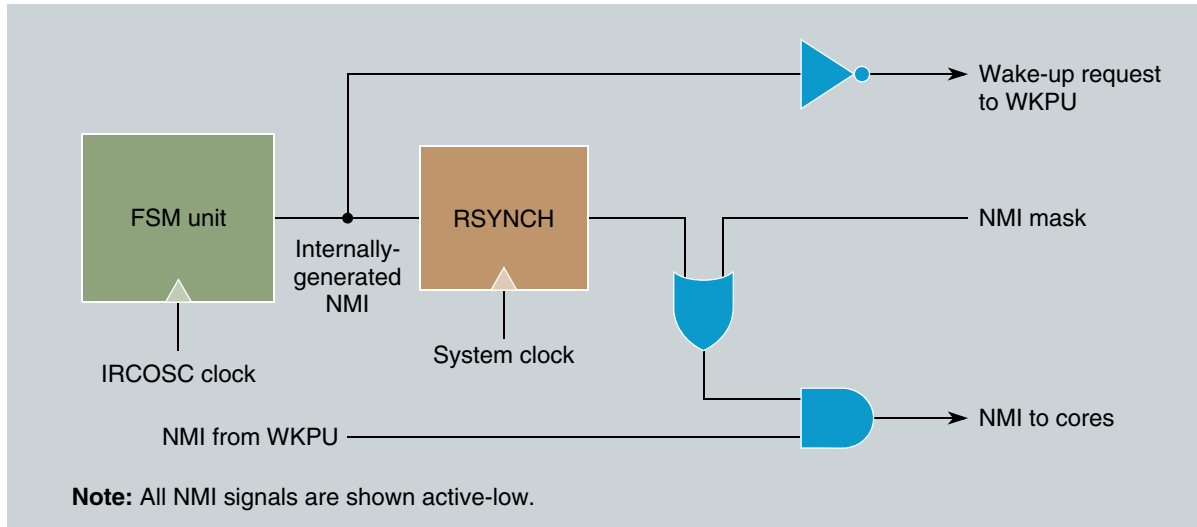 Wake-up request
to WKPU
FSM unit
RSYNCH
NMI mask
Internally-
generated
NMI
IRCOSC clock
System clock
NMI from WKPU
NMI to cores
Note: All NMI signals are shown active-low.